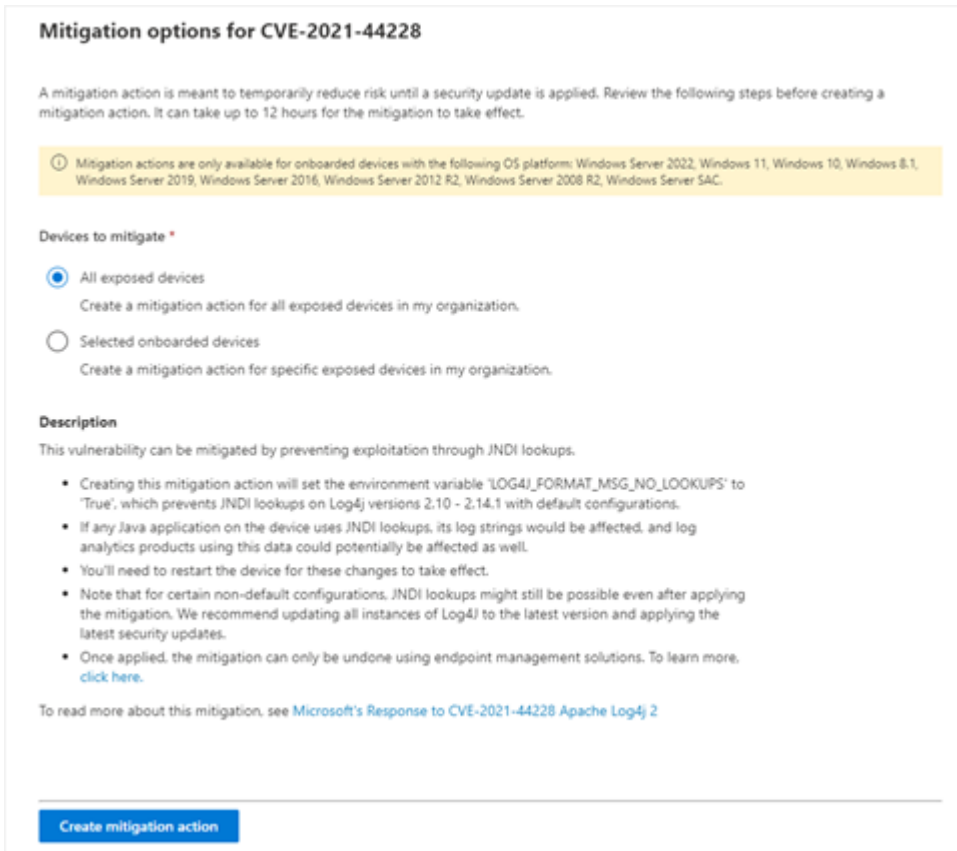 Mitigation options for CVE-2021-44228
A mitigation action is meant to temporarily reduce risk until a security update is applied. Review the following steps before creating a
mitigation action. It can take up to 12 hours for the mitigation to take effect.
Mitigation actions are only available for onboarded devices with the following OS platform: Windows Server 2022, Windows 11, Windows 10, Windows 8.1,
Windows Server 2019, Windows Server 2016, Windows Server 2012 R2, Windows Server 2008 R2, Windows Server SAC.
Devices to mitigate *
All exposed devices
Create a mitigation action for all exposed devices in my organization.
Selected onboarded devices
Create a mitigation action for specific exposed devices in my organization.
Description
This vulnerability can be mitigated by preventing exploitation through JNDI lookups.
• Creating this mitigation action will set the environment variable 'LOG4J_FORMAT_MSG_NO_LOOKUPS' to
'True', which prevents JNDI lookups on Log4j versions 2.10 - 2.14.1 with default configurations.
• If any Java application on the device uses JNDI lookups, its log strings would be affected, and log
analytics products using this data could potentially be affected as well.
• You'll need to restart the device for these changes to take effect.
• Note that for certain non-default configurations, JNDI lookups might still be possible even after applying
the mitigation. We recommend updating all instances of Log4J to the latest version and applying the
latest security updates.
• Once applied, the mitigation can only be undone using endpoint management solutions. To learn more,
click here.
To read more about this mitigation, see Microsoft's Response to CVE-2021-44228 Apache Log4j 2
Create mitigation action